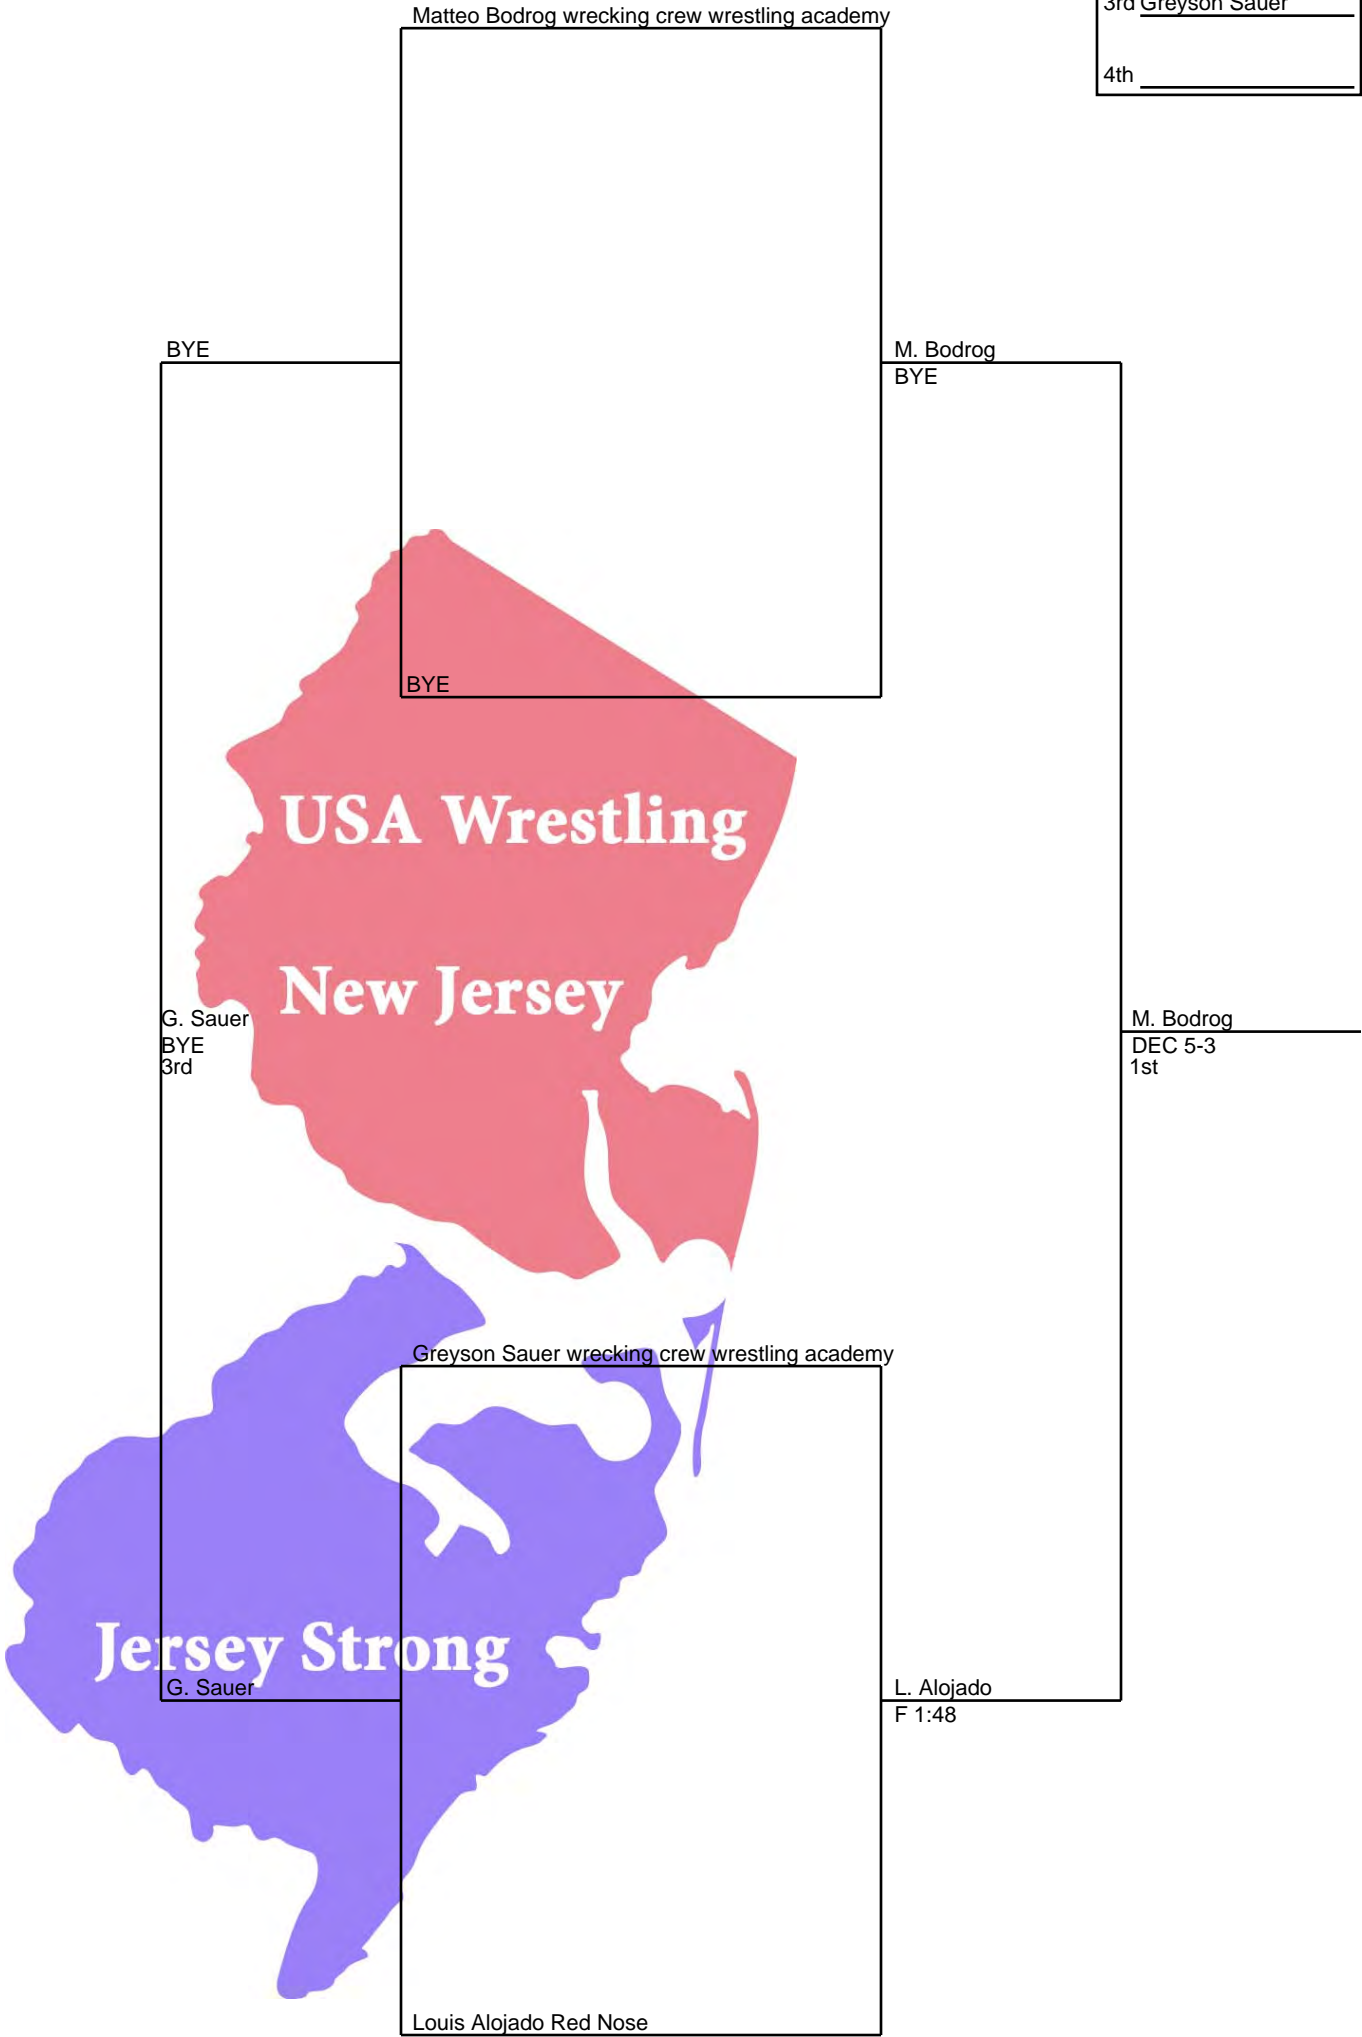 3rd Greyson Sauer
Matteo Bodrog wrecking crew wrestling academy
4th
BYE
M. Bodrog
BYE
BYE
USA Wrestling
New Jersey
G. Sauer
BYE
3rd
M. Bodrog
DEC 5-3
1st
Greyson Sauer wrecking crew wrestling academy
Jersey Strong
G. Sauer
L. Alojado
F 1:48
Louis Alojado Red Nose